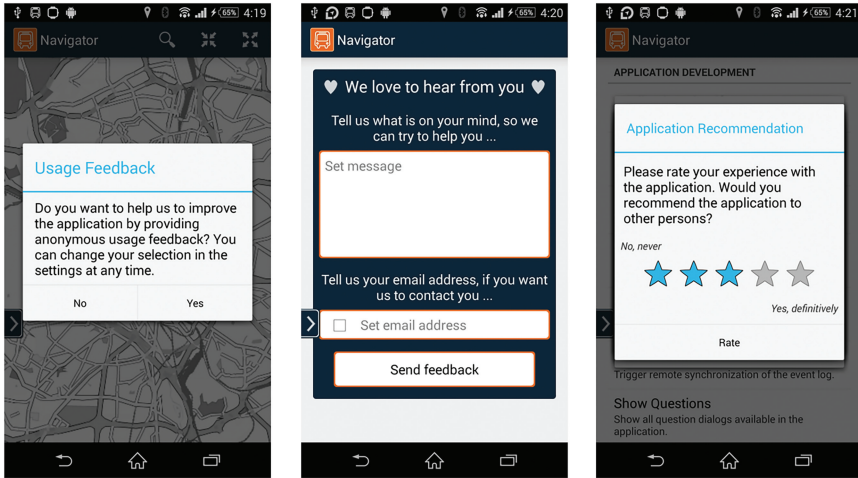 65% 4:19
Navigator
Usage Feedback
Do you want to help us to improve
the application by providing
anonymous usage feedback? You
can change your selection in the
settings at any time.
No Yes
65% 4:20
Navigator
We love to hear from you
Tell us what is on your mind, so we
can try to help you ...
Set message
Tell us your email address, if you want
us to contact you ...
Set email address
Send feedback
65% 4:21
Navigator
APPLICATION DEVELOPMENT
Application Recommendation
Please rate your experience with
the application. Would you
recommend the application to
other persons?
No, never
Yes, definitively
Rate
Trigger remote synchronization of the event log.
Show Questions
Show all question dialogs available in the
application.